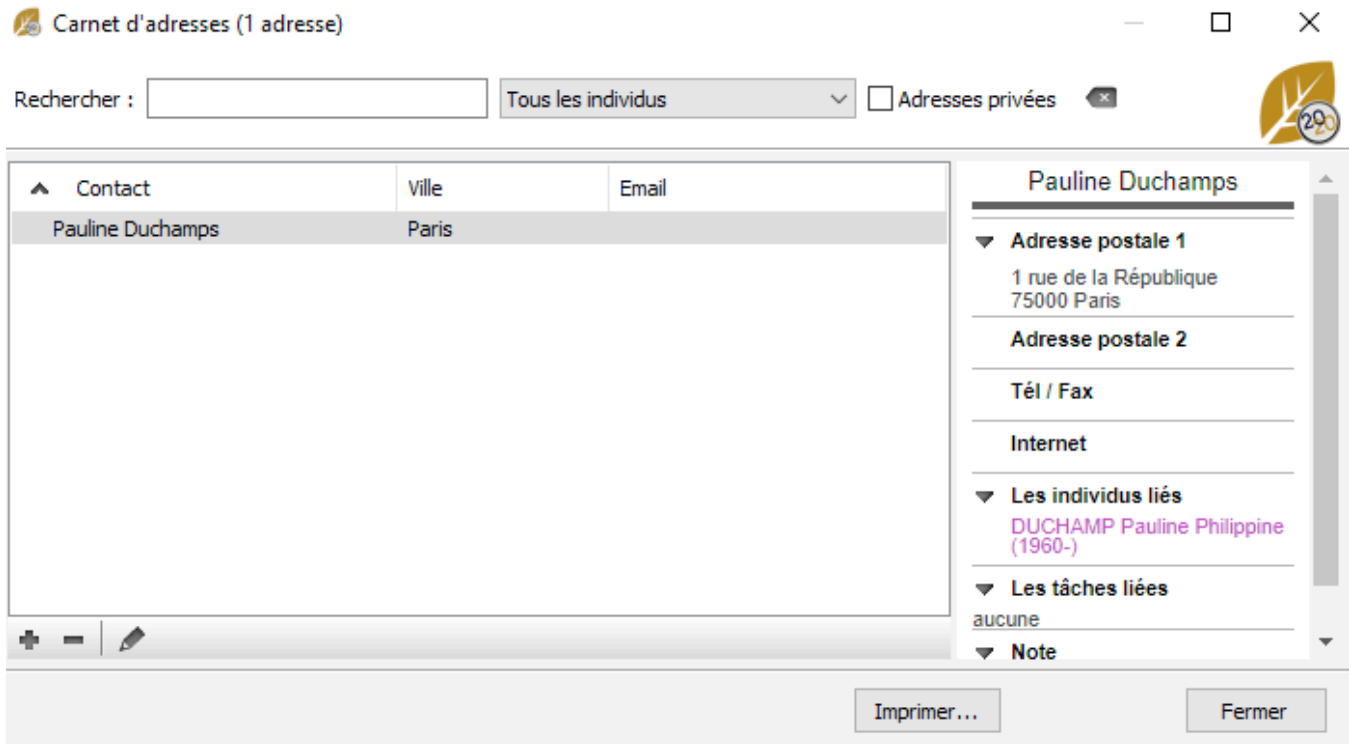 Carnet d'adresses (1 adresse)
Rechercher : Tous les individus Adresses privées
2020
Contact Ville Email
Pauline Duchamps Paris
Pauline Duchamps
Adresse postale 1
1 rue de la République
75000 Paris
Adresse postale 2
Tél / Fax
Internet
Les individus liés
DUCHAMP Pauline Philippine
(1960-)
Les tâches liées
aucune
Note
Imprimer... Fermer